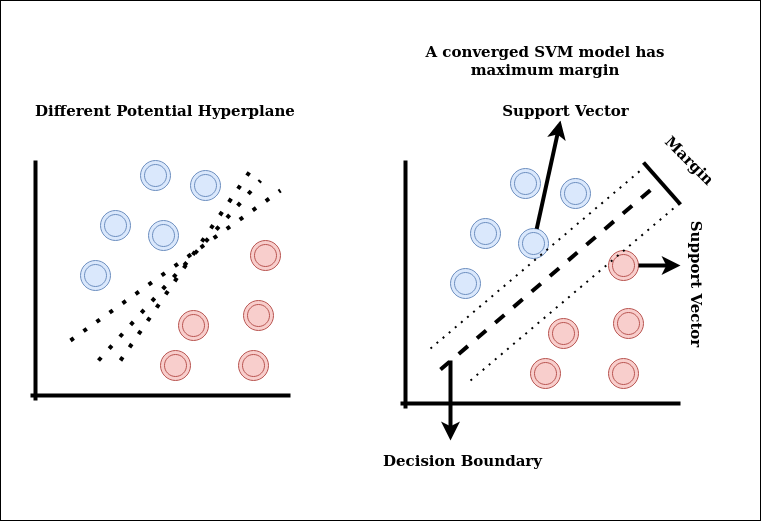 Different Potential Hyperplane
A converged SVM model has
maximum margin
Support Vector
Margin
Support Vector
Decision Boundary